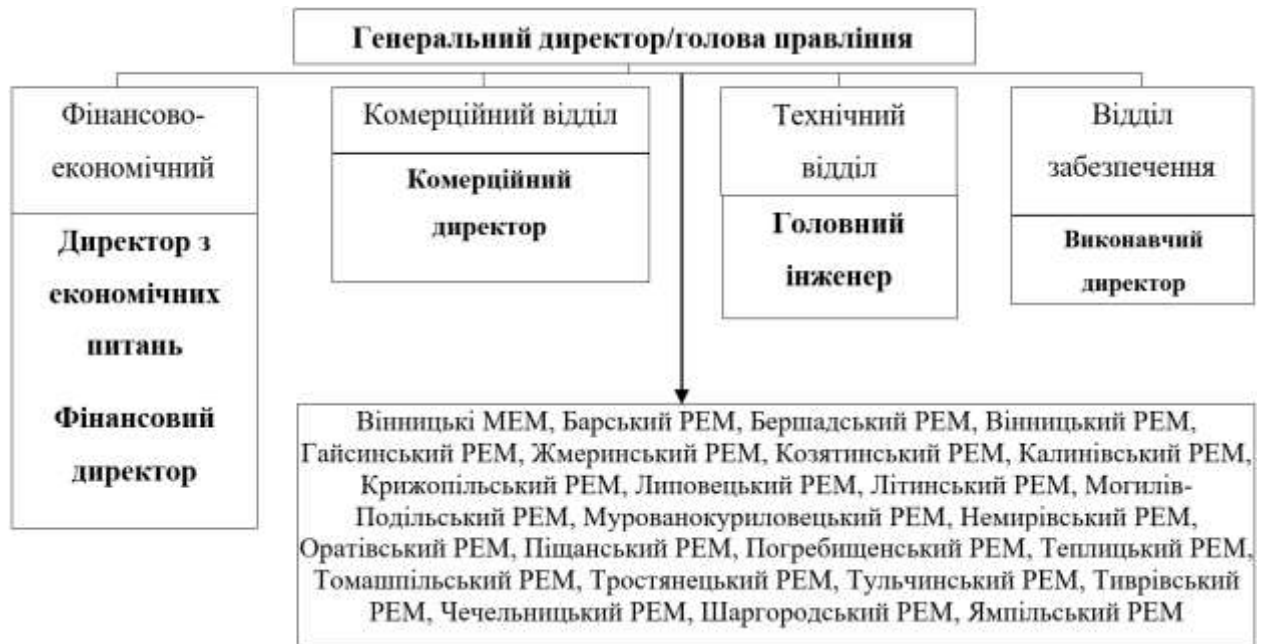 Генеральний директор/голова правління
Фінансово-
економічний
Директор з
економічних
питань
Фінансовий
директор
Комерційний відділ
Комерційний
директор
Технічний
відділ
Головний
інженер
Відділ
забезпечення
Виконавчий
директор
Вінницькі МЕМ, Барський РЕМ, Бершадський РЕМ, Вінницький РЕМ,
Гайсинський РЕМ, Жмеринський РЕМ, Козятинський РЕМ, Калинівський РЕМ,
Крижопільський РЕМ, Липовецький РЕМ, Літинський РЕМ, Могилів-
Подільський РЕМ, Мурованокуриловецький РЕМ, Немирівський РЕМ,
Оратівський РЕМ, Піщанський РЕМ, Погребищенський РЕМ, Теплицький РЕМ,
Томашпільський РЕМ, Тростянецький РЕМ, Тульчинський РЕМ, Тиврівський
РЕМ, Чечельницький РЕМ, Шаргородський РЕМ, Ямпільський РЕМ